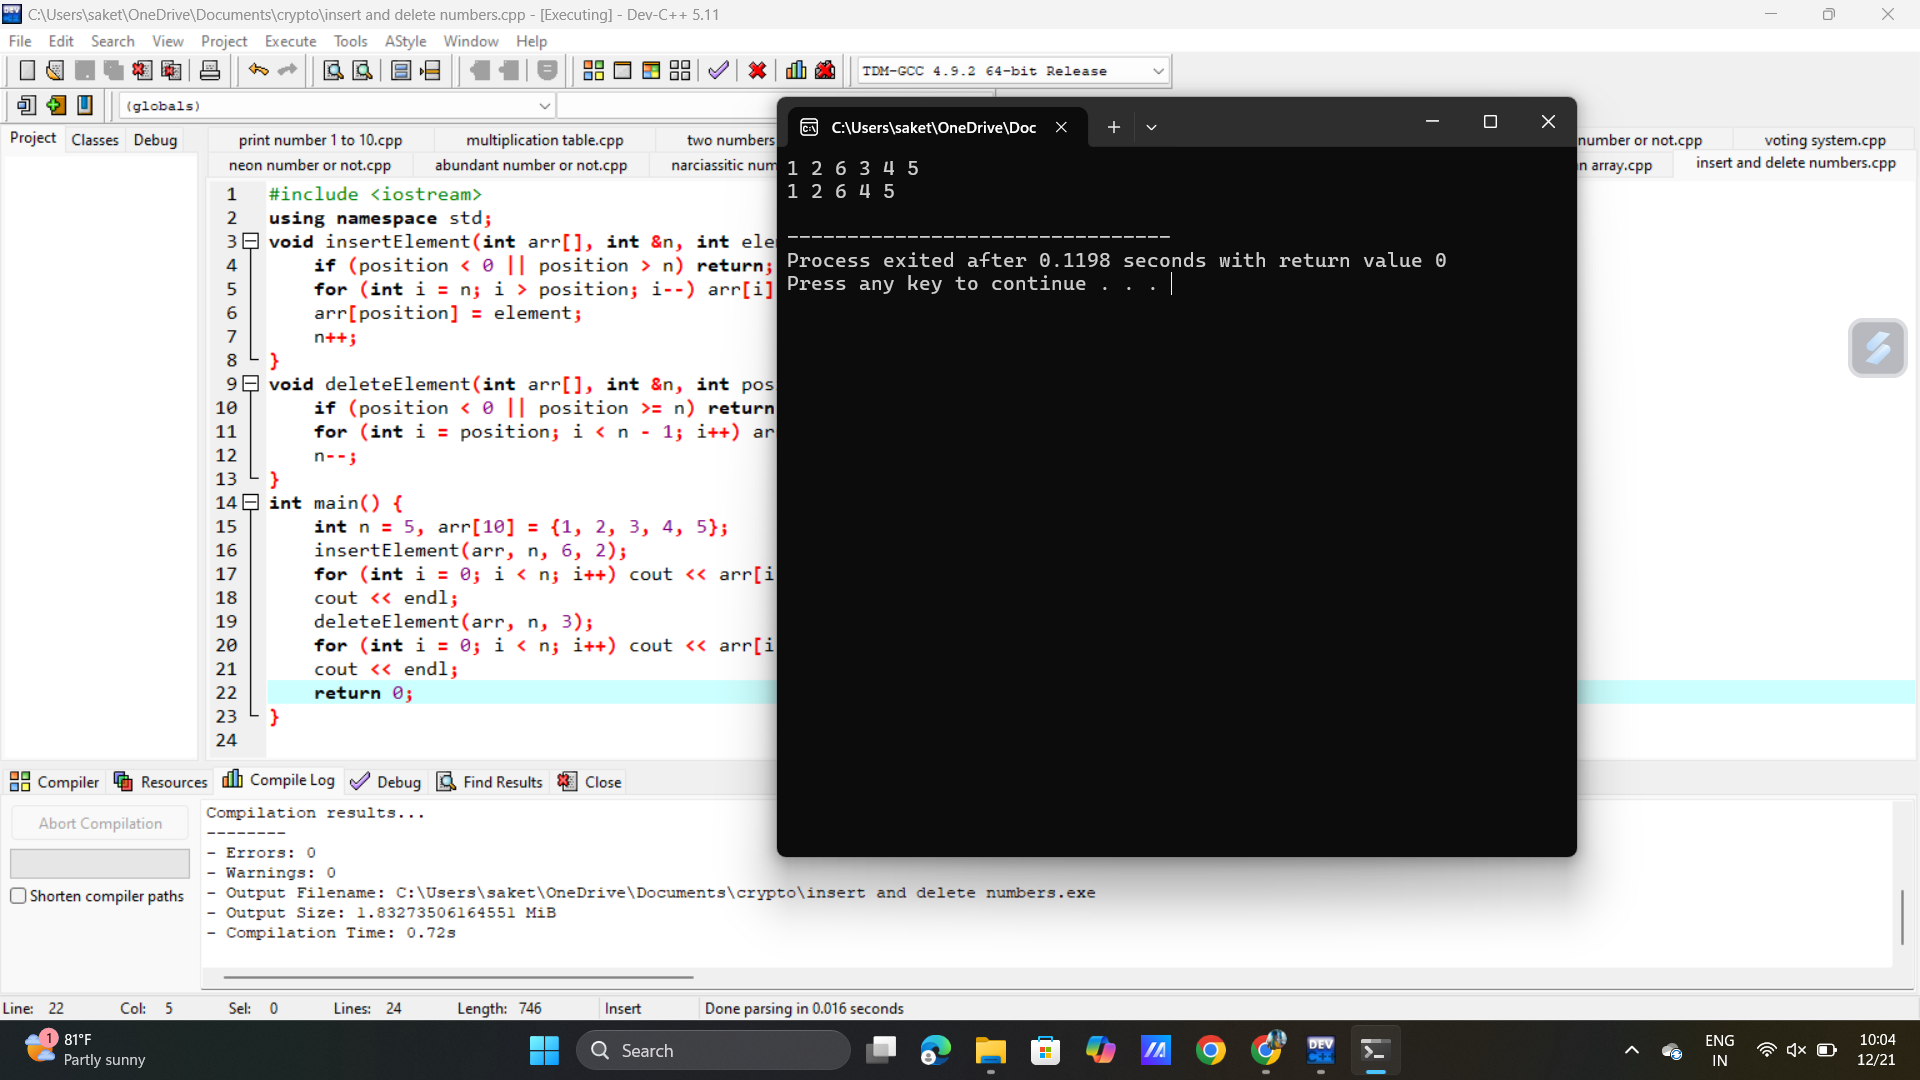 C:\Users\saket\OneDrive\Documents\crypto\insert and delete numbers.cpp - [Executing] - Dev-C++ 5.11
File Edit Search View Project Execute Tools AStyle Window Help
TDM-GCC 4.9.2 64-bit Release
(globals)
Project Classes Debug
print number 1 to 10.cpp multiplication table.cpp two numbers number or not.cpp voting system.cpp
neon number or not.cpp abundant number or not.cpp narciassitic num n array.cpp insert and delete numbers.cpp
1 #include <iostream>
2 using namespace std;
3 void insertElement(int arr[], int &n, int ele
4 if (position < 0 || position > n) return;
5 for (int i = n; i > position; i--) arr[i]
6 arr[position] = element;
7 n++;
8 }
9 void deleteElement(int arr[], int &n, int pos
10 if (position < 0 || position >= n) return
11 for (int i = position; i < n - 1; i++) ar
12 n--;
13 }
14 int main() {
15 int n = 5, arr[10] = {1, 2, 3, 4, 5};
16 insertElement(arr, n, 6, 2);
17 for (int i = 0; i < n; i++) cout << arr[i
18 cout << endl;
19 deleteElement(arr, n, 3);
20 for (int i = 0; i < n; i++) cout << arr[i
21 cout << endl;
22 return 0;
23 }
24
C:\Users\saket\OneDrive\Doc
1 2 6 3 4 5
1 2 6 4 5
--------------------------------
Process exited after 0.1198 seconds with return value 0
Press any key to continue . . .
Compiler Resources Compile Log Debug Find Results Close
Abort Compilation
Shorten compiler paths
Compilation results...
--------
- Errors: 0
- Warnings: 0
- Output Filename: C:\Users\saket\OneDrive\Documents\crypto\insert and delete numbers.exe
- Output Size: 1.83273506164551 MiB
- Compilation Time: 0.72s
Line: 22 Col: 5 Sel: 0 Lines: 24 Length: 746 Insert Done parsing in 0.016 seconds
1
81°F
Partly sunny
Search
DEV
ENG
IN
10:04
12/21